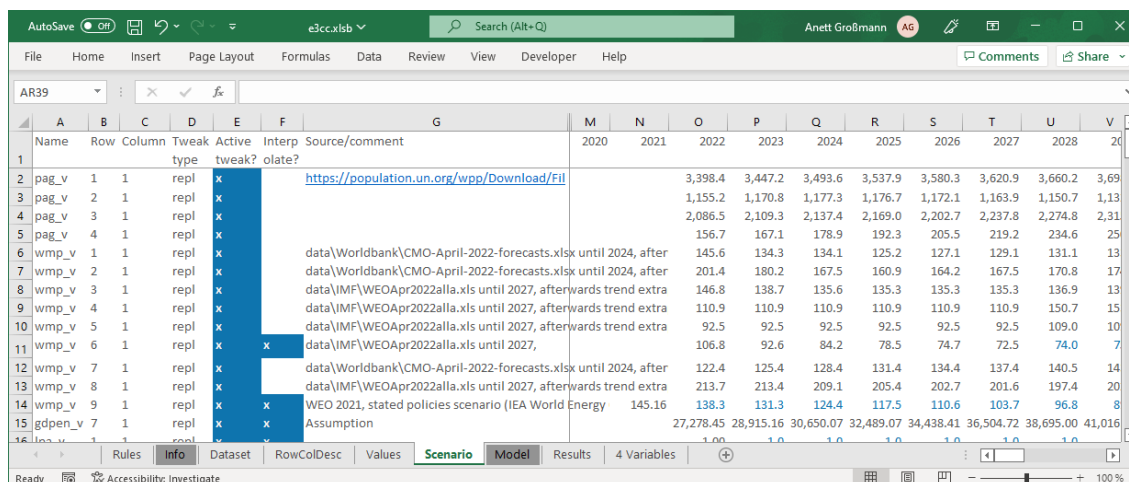 AutoSave Off e3cc.xlsb Search (Alt+Q) Anett Großmann AG
File Home Insert Page Layout Formulas Data Review View Developer Help Comments Share
AR39 fx
A B C D E F G M N O P Q R S T U V
Name Row Column Tweak Active Interp Source/comment 2020 2021 2022 2023 2024 2025 2026 2027 2028
1 type tweak? olate?
2 pag_v 1 1 repl x https://population.un.org/wpp/Download/Fil 3,398.4 3,447.2 3,493.6 3,537.9 3,580.3 3,620.9 3,660.2
3 pag_v 2 1 repl x 1,155.2 1,170.8 1,177.3 1,176.7 1,172.1 1,163.9 1,150.7
4 pag_v 3 1 repl x 2,086.5 2,109.3 2,137.4 2,169.0 2,202.7 2,237.8 2,274.8
5 pag_v 4 1 repl x 156.7 167.1 178.9 192.3 205.5 219.2 234.6
6 wmp_v 1 1 repl x data\Worldbank\CMO-April-2022-forecasts.xlsx until 2024, after 145.6 134.3 134.1 125.2 127.1 129.1 131.1
7 wmp_v 2 1 repl x data\Worldbank\CMO-April-2022-forecasts.xlsx until 2024, after 201.4 180.2 167.5 160.9 164.2 167.5 170.8
8 wmp_v 3 1 repl x data\IMF\WEOApr2022alla.xls until 2027, afterwards trend extra 146.8 138.7 135.6 135.3 135.3 135.3 136.9
9 wmp_v 4 1 repl x data\IMF\WEOApr2022alla.xls until 2027, afterwards trend extra 110.9 110.9 110.9 110.9 110.9 110.9 150.7
10 wmp_v 5 1 repl x data\IMF\WEOApr2022alla.xls until 2027, afterwards trend extra 92.5 92.5 92.5 92.5 92.5 92.5 109.0
11 wmp_v 6 1 repl x x data\IMF\WEOApr2022alla.xls until 2027, 106.8 92.6 84.2 78.5 74.7 72.5 74.0
12 wmp_v 7 1 repl x data\Worldbank\CMO-April-2022-forecasts.xlsx until 2024, after 122.4 125.4 128.4 131.4 134.4 137.4 140.5
13 wmp_v 8 1 repl x data\IMF\WEOApr2022alla.xls until 2027, afterwards trend extra 213.7 213.4 209.1 205.4 202.7 201.6 197.4
14 wmp_v 9 1 repl x x WEO 2021, stated policies scenario (IEA World Energy 145.16 138.3 131.3 124.4 117.5 110.6 103.7 96.8
15 gdpen_v 7 1 repl x x Assumption 27,278.45 28,915.16 30,650.07 32,489.07 34,438.41 36,504.72 38,695.00 41,016
Rules Info Dataset RowColDesc Values Scenario Model Results 4 Variables
Ready Accessibility: Investigate 100 %